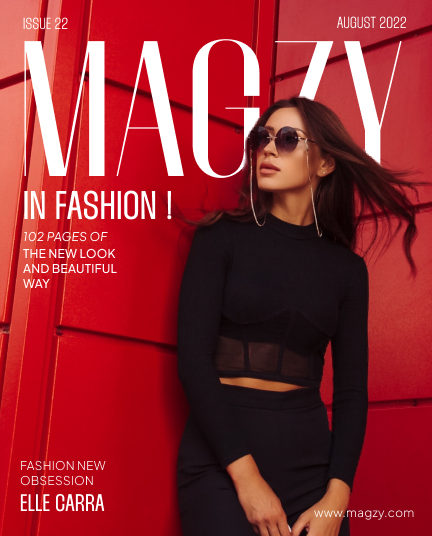 ISSUE 22
AUGUST 2022
MAGZY
IN FASHION !
102 PAGES OF
THE NEW LOOK
AND BEAUTIFUL
WAY
FASHION NEW
OBSESSION
ELLE CARRA
www.magzy.com